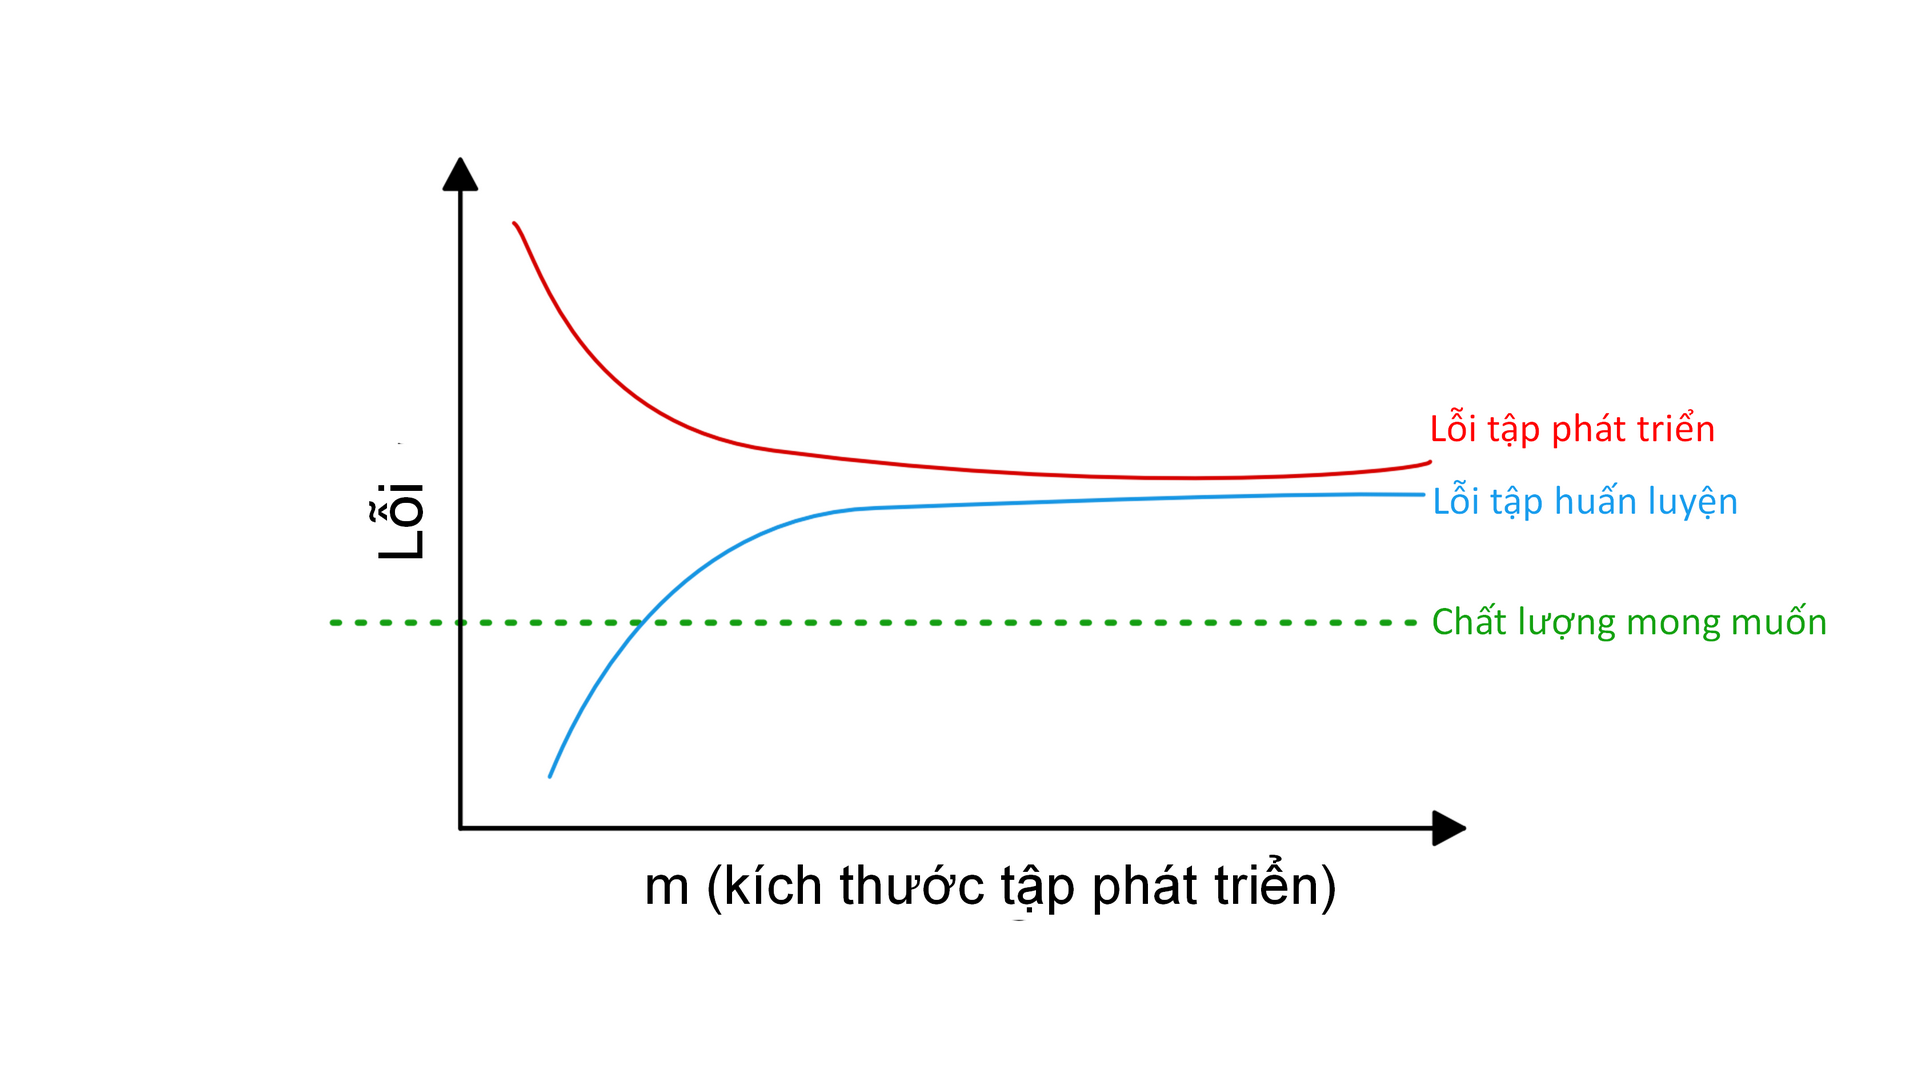 Lỗi
Lỗi tập phát triển
Lỗi tập huấn luyện
Chất lượng mong muốn
m (kích thước tập phát triển)